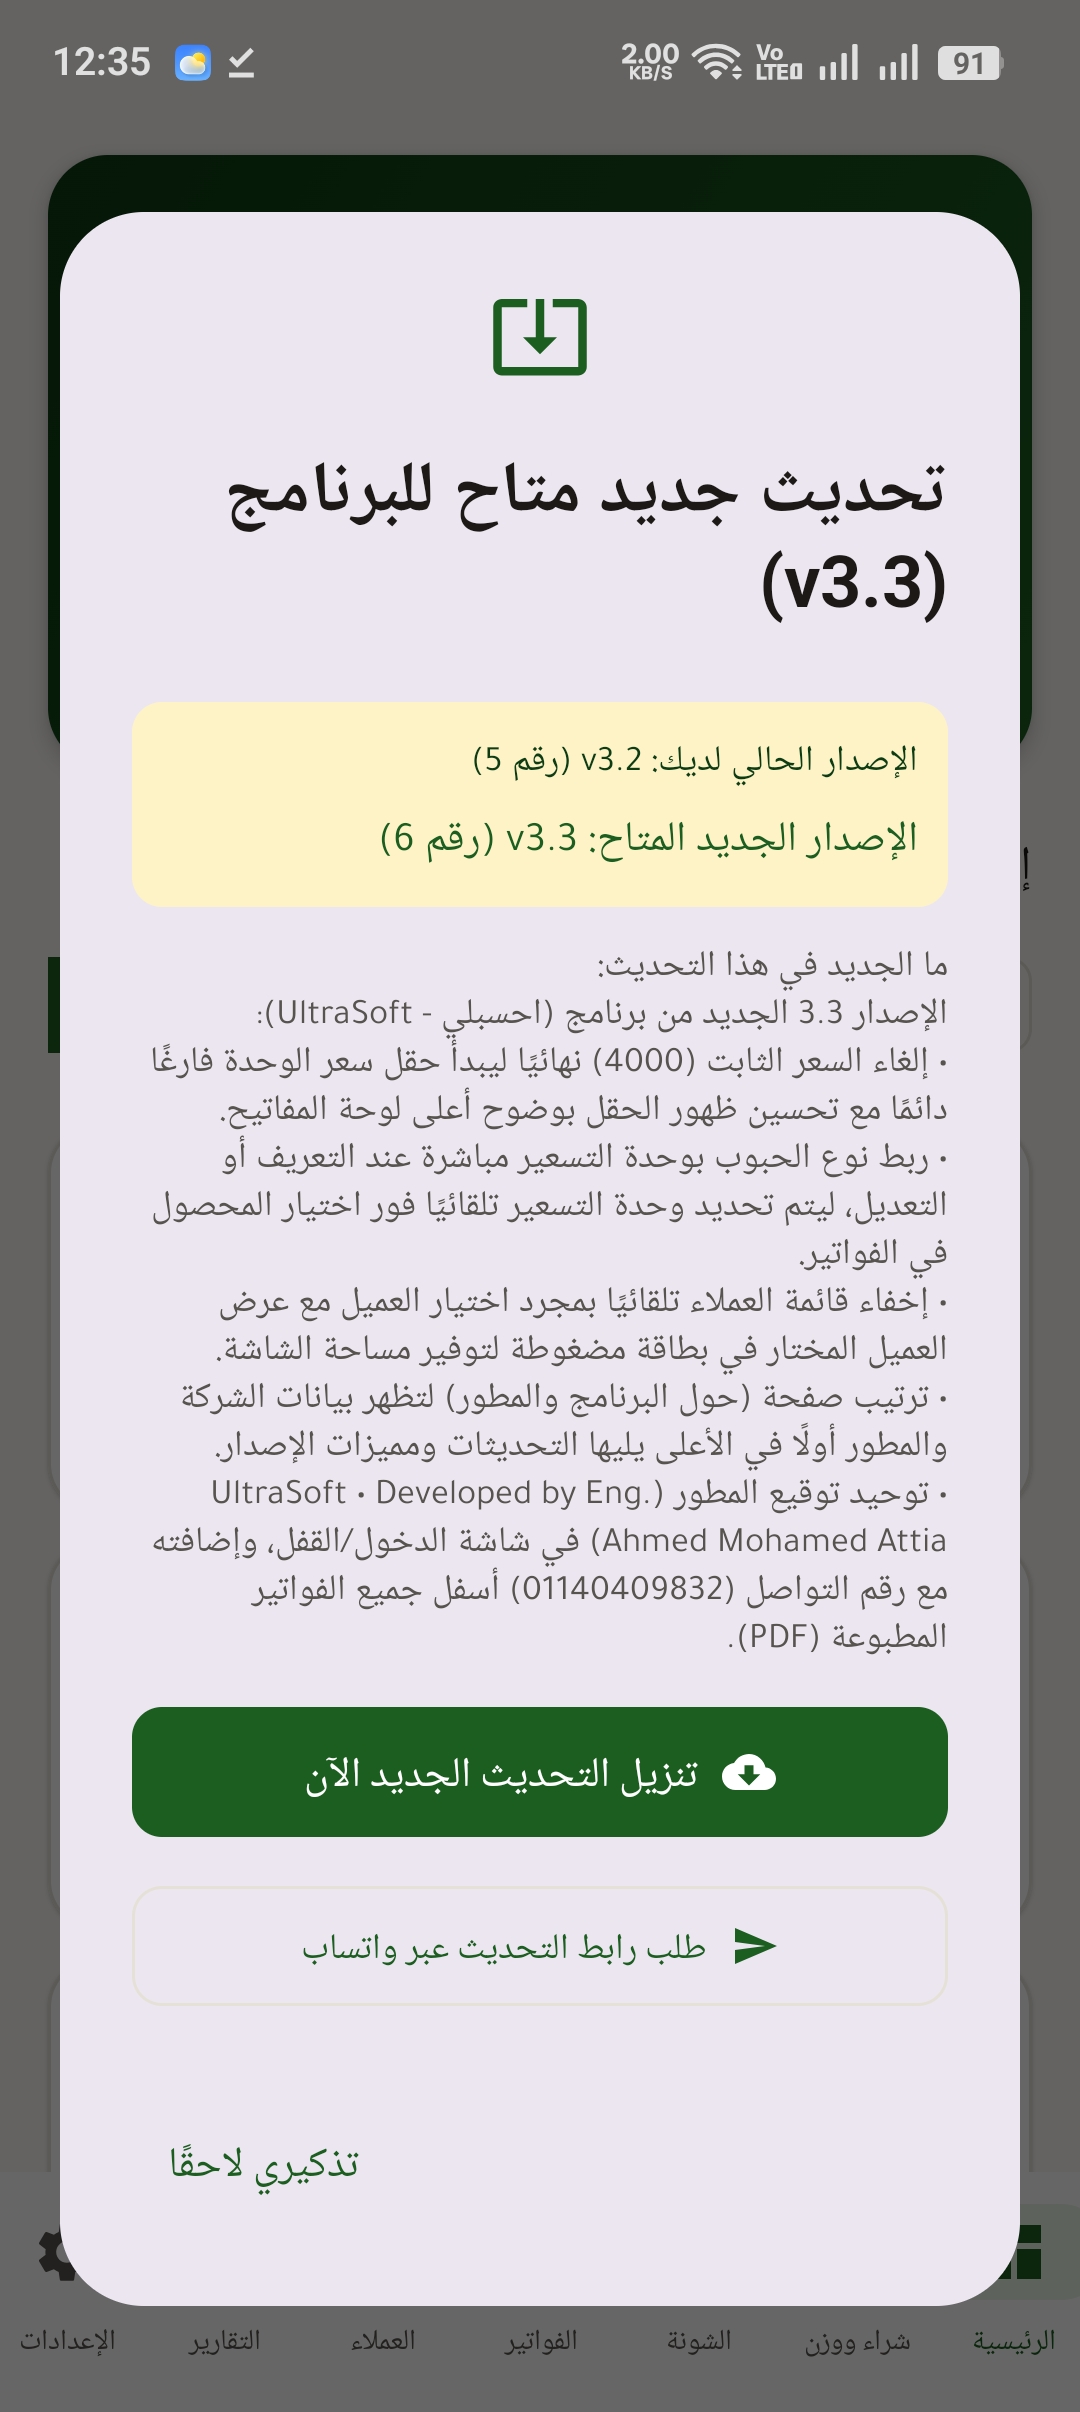 12:35
2.00
KB/S
Vo
LTE
91
تحديث جديد متاح للبرنامج
(v3.3)
الإصدار الحالي لديك: v3.2 (رقم 5)
الإصدار الجديد المتاح: v3.3 (رقم 6)
ما الجديد في هذا التحديث:
الإصدار 3.3 الجديد من برنامج (احسبلي - UltraSoft):
• إلغاء السعر الثابت (4000) نهائيًا ليبدأ حقل سعر الوحدة فارغًا
دائمًا مع تحسين ظهور الحقل بوضوح أعلى لوحة المفاتيح.
• ربط نوع الحبوب بوحدة التسعير مباشرة عند التعريف أو
التعديل، ليتم تحديد وحدة التسعير تلقائيًا فور اختيار المحصول
في الفواتير.
• إخفاء قائمة العملاء تلقائيًا بمجرد اختيار العميل مع عرض
العميل المختار في بطاقة مضغوطة لتوفير مساحة الشاشة.
• ترتيب صفحة (حول البرنامج والمطور) لتظهر بيانات الشركة
والمطور أولًا في الأعلى يليها التحديثات ومميزات الإصدار.
• توحيد توقيع المطور (UltraSoft • Developed by Eng.
Ahmed Mohamed Attia) في شاشة الدخول/القفل، وإضافته
مع رقم التواصل (01140409832) أسفل جميع الفواتير
المطبوعة (PDF).
تنزيل التحديث الجديد الآن
طلب رابط التحديث عبر واتساب
تذكيري لاحقًا
الرئيسية
شراء ووزن
الشونة
الفواتير
العملاء
التقارير
الإعدادات